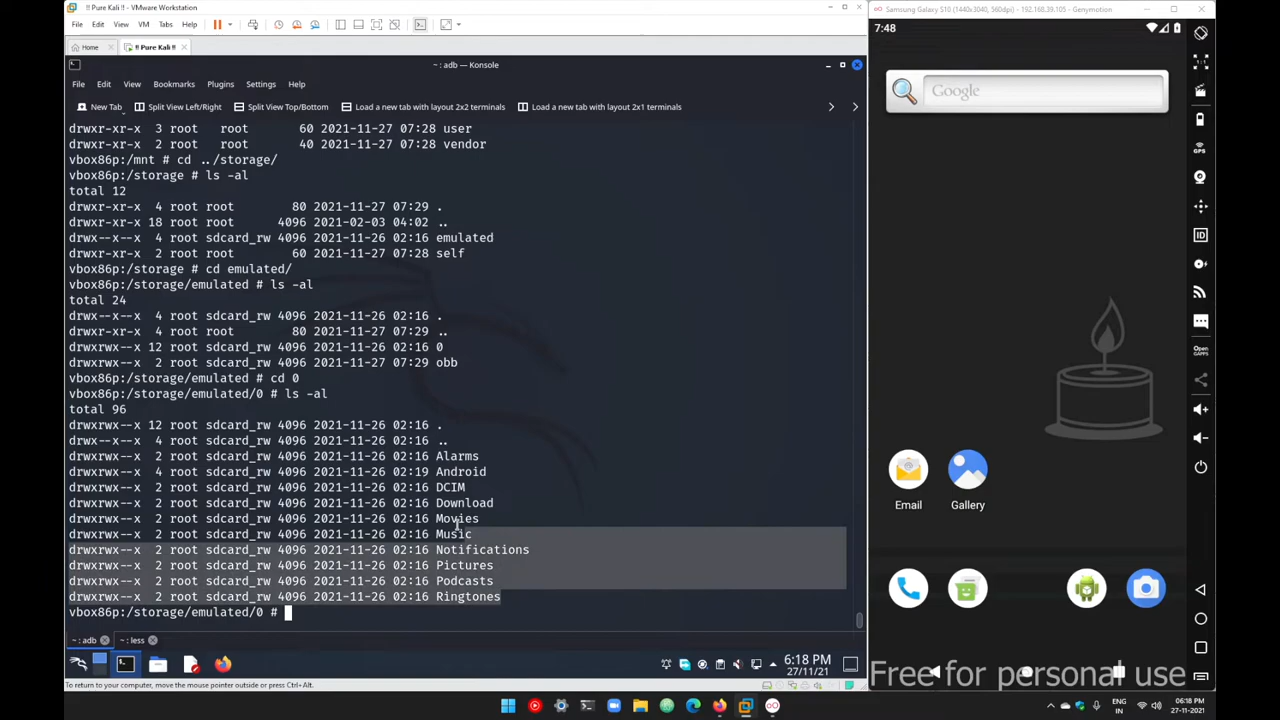 !! Pure Kali !! - VMware Workstation
File Edit View VM Tabs Help
Home !! Pure Kali !!
~ : adb — Konsole
File Edit View Bookmarks Plugins Settings Help
New Tab Split View Left/Right Split View Top/Bottom Load a new tab with layout 2x2 terminals Load a new tab with layout 2x1 terminals
drwxr-xr-x 3 root root 60 2021-11-27 07:28 user
drwxr-xr-x 2 root root 40 2021-11-27 07:28 vendor
vbox86p:/mnt # cd ../storage/
vbox86p:/storage # ls -al
total 12
drwxr-xr-x 4 root root 80 2021-11-27 07:29 .
drwxr-xr-x 18 root root 4096 2021-02-03 04:02 ..
drwx--x--x 4 root sdcard_rw 4096 2021-11-26 02:16 emulated
drwxr-xr-x 2 root root 60 2021-11-27 07:28 self
vbox86p:/storage # cd emulated/
vbox86p:/storage/emulated # ls -al
total 24
drwx--x--x 4 root sdcard_rw 4096 2021-11-26 02:16 .
drwxr-xr-x 4 root root 80 2021-11-27 07:29 ..
drwxrwx--x 12 root sdcard_rw 4096 2021-11-26 02:16 0
drwxrwx--x 2 root sdcard_rw 4096 2021-11-27 07:29 obb
vbox86p:/storage/emulated # cd 0
vbox86p:/storage/emulated/0 # ls -al
total 96
drwxrwx--x 12 root sdcard_rw 4096 2021-11-26 02:16 .
drwx--x--x 4 root sdcard_rw 4096 2021-11-26 02:16 ..
drwxrwx--x 2 root sdcard_rw 4096 2021-11-26 02:16 Alarms
drwxrwx--x 4 root sdcard_rw 4096 2021-11-26 02:19 Android
drwxrwx--x 2 root sdcard_rw 4096 2021-11-26 02:16 DCIM
drwxrwx--x 2 root sdcard_rw 4096 2021-11-26 02:16 Download
drwxrwx--x 2 root sdcard_rw 4096 2021-11-26 02:16 Movies
drwxrwx--x 2 root sdcard_rw 4096 2021-11-26 02:16 Music
drwxrwx--x 2 root sdcard_rw 4096 2021-11-26 02:16 Notifications
drwxrwx--x 2 root sdcard_rw 4096 2021-11-26 02:16 Pictures
drwxrwx--x 2 root sdcard_rw 4096 2021-11-26 02:16 Podcasts
drwxrwx--x 2 root sdcard_rw 4096 2021-11-26 02:16 Ringtones
vbox86p:/storage/emulated/0 #
~ : adb ~ : less
6:18 PM
27/11/21
To return to your computer, move the mouse pointer outside or press Ctrl+Alt.
Samsung Galaxy S10 (1440x3040, 560dpi) - 192.168.39.105 - Genymotion
7:48
Google
GPS
ID
Open
GAPPS
Email Gallery
Free for personal use
ENG
IN
06:18 PM
27-11-2021